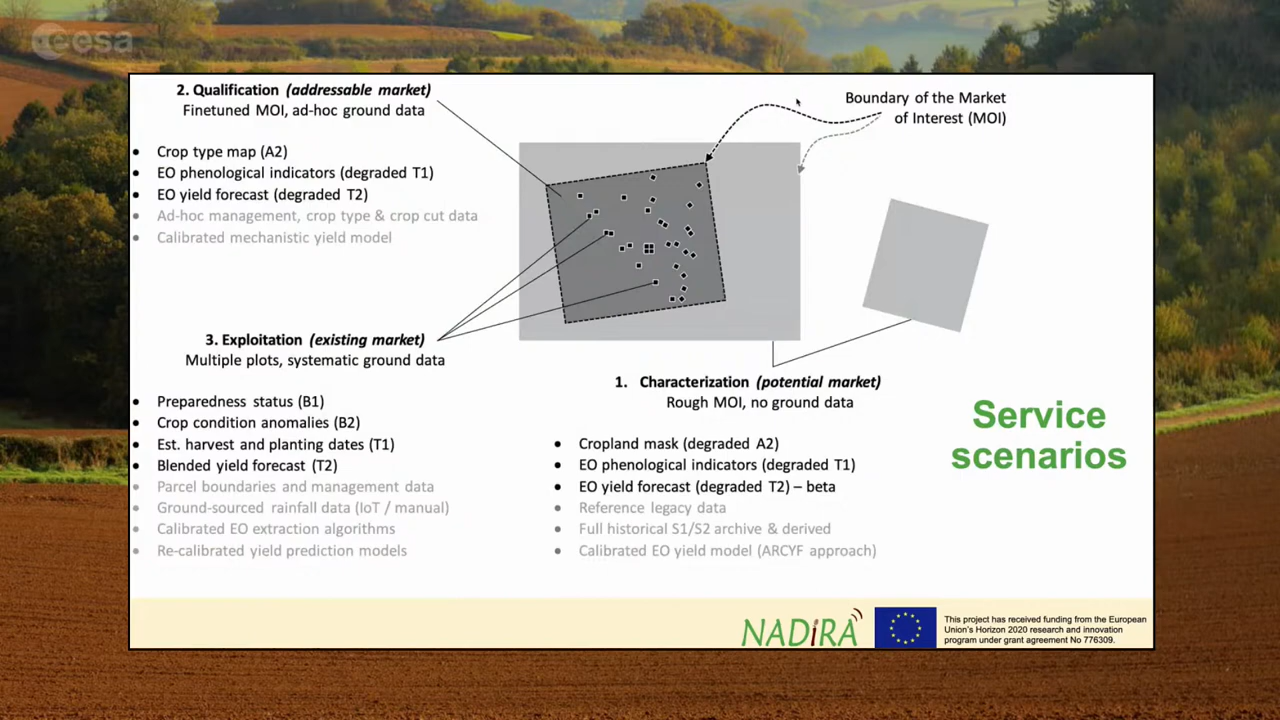 esa
2. Qualification (addressable market)
Finetuned MOI, ad-hoc ground data
• Crop type map (A2)
• EO phenological indicators (degraded T1)
• EO yield forecast (degraded T2)
• Ad-hoc management, crop type & crop cut data
• Calibrated mechanistic yield model
Boundary of the Market
of Interest (MOI)
3. Exploitation (existing market)
Multiple plots, systematic ground data
• Preparedness status (B1)
• Crop condition anomalies (B2)
• Est. harvest and planting dates (T1)
• Blended yield forecast (T2)
• Parcel boundaries and management data
• Ground-sourced rainfall data (IoT / manual)
• Calibrated EO extraction algorithms
• Re-calibrated yield prediction models
1. Characterization (potential market)
Rough MOI, no ground data
• Cropland mask (degraded A2)
• EO phenological indicators (degraded T1)
• EO yield forecast (degraded T2) – beta
• Reference legacy data
• Full historical S1/S2 archive & derived
• Calibrated EO yield model (ARCYF approach)
Service
scenarios
NADiRA
This project has received funding from the European
Union's Horizon 2020 research and innovation
program under grant agreement No 776309.